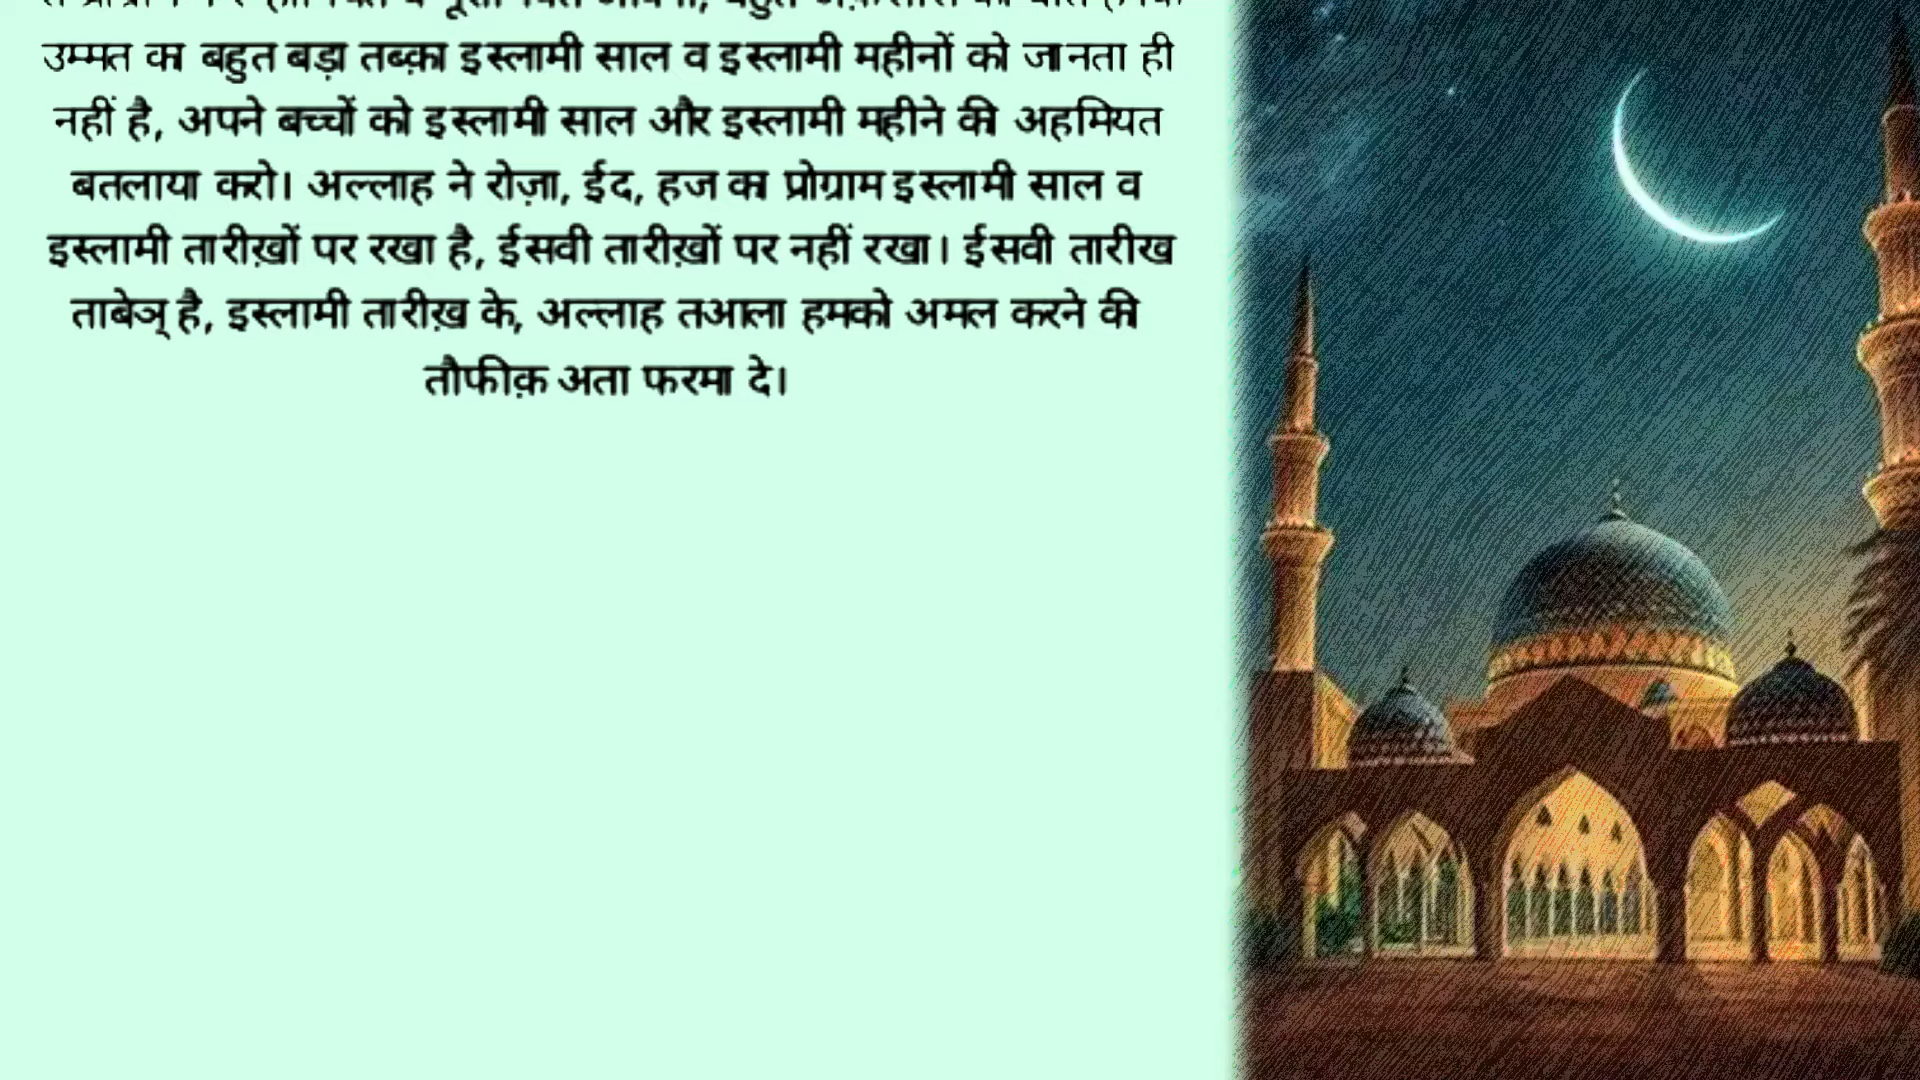 उम्मत का बहुत बड़ा तब्क़ा इस्लामी साल व इस्लामी महीनों को जानता ही
नहीं है, अपने बच्चों को इस्लामी साल और इस्लामी महीने की अहमियत
बतलाया करो। अल्लाह ने रोज़ा, ईद, हज का प्रोग्राम इस्लामी साल व
इस्लामी तारीख़ों पर रखा है, ईसवी तारीख़ों पर नहीं रखा। ईसवी तारीख
ताबेञ् है, इस्लामी तारीख़ के, अल्लाह तआला हमको अमल करने की
तौफीक़ अता फरमा दे।